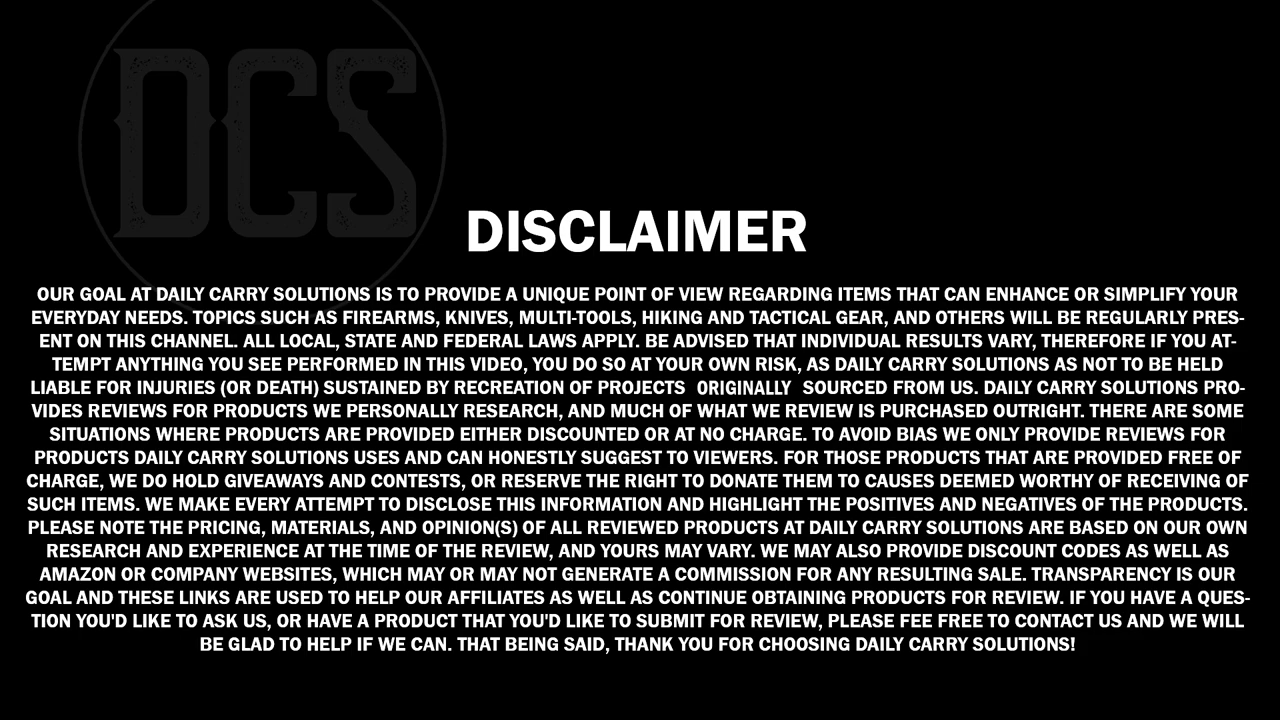 DCS
DISCLAIMER
OUR GOAL AT DAILY CARRY SOLUTIONS IS TO PROVIDE A UNIQUE POINT OF VIEW REGARDING ITEMS THAT CAN ENHANCE OR SIMPLIFY YOUR
EVERYDAY NEEDS. TOPICS SUCH AS FIREARMS, KNIVES, MULTI-TOOLS, HIKING AND TACTICAL GEAR, AND OTHERS WILL BE REGULARLY PRES-
ENT ON THIS CHANNEL. ALL LOCAL, STATE AND FEDERAL LAWS APPLY. BE ADVISED THAT INDIVIDUAL RESULTS VARY, THEREFORE IF YOU AT-
TEMPT ANYTHING YOU SEE PERFORMED IN THIS VIDEO, YOU DO SO AT YOUR OWN RISK, AS DAILY CARRY SOLUTIONS AS NOT TO BE HELD
LIABLE FOR INJURIES (OR DEATH) SUSTAINED BY RECREATION OF PROJECTS ORIGINALLY SOURCED FROM US. DAILY CARRY SOLUTIONS PRO-
VIDES REVIEWS FOR PRODUCTS WE PERSONALLY RESEARCH, AND MUCH OF WHAT WE REVIEW IS PURCHASED OUTRIGHT. THERE ARE SOME
SITUATIONS WHERE PRODUCTS ARE PROVIDED EITHER DISCOUNTED OR AT NO CHARGE. TO AVOID BIAS WE ONLY PROVIDE REVIEWS FOR
PRODUCTS DAILY CARRY SOLUTIONS USES AND CAN HONESTLY SUGGEST TO VIEWERS. FOR THOSE PRODUCTS THAT ARE PROVIDED FREE OF
CHARGE, WE DO HOLD GIVEAWAYS AND CONTESTS, OR RESERVE THE RIGHT TO DONATE THEM TO CAUSES DEEMED WORTHY OF RECEIVING OF
SUCH ITEMS. WE MAKE EVERY ATTEMPT TO DISCLOSE THIS INFORMATION AND HIGHLIGHT THE POSITIVES AND NEGATIVES OF THE PRODUCTS.
PLEASE NOTE THE PRICING, MATERIALS, AND OPINION(S) OF ALL REVIEWED PRODUCTS AT DAILY CARRY SOLUTIONS ARE BASED ON OUR OWN
RESEARCH AND EXPERIENCE AT THE TIME OF THE REVIEW, AND YOURS MAY VARY. WE MAY ALSO PROVIDE DISCOUNT CODES AS WELL AS
AMAZON OR COMPANY WEBSITES, WHICH MAY OR MAY NOT GENERATE A COMMISSION FOR ANY RESULTING SALE. TRANSPARENCY IS OUR
GOAL AND THESE LINKS ARE USED TO HELP OUR AFFILIATES AS WELL AS CONTINUE OBTAINING PRODUCTS FOR REVIEW. IF YOU HAVE A QUES-
TION YOU'D LIKE TO ASK US, OR HAVE A PRODUCT THAT YOU'D LIKE TO SUBMIT FOR REVIEW, PLEASE FEE FREE TO CONTACT US AND WE WILL
BE GLAD TO HELP IF WE CAN. THAT BEING SAID, THANK YOU FOR CHOOSING DAILY CARRY SOLUTIONS!